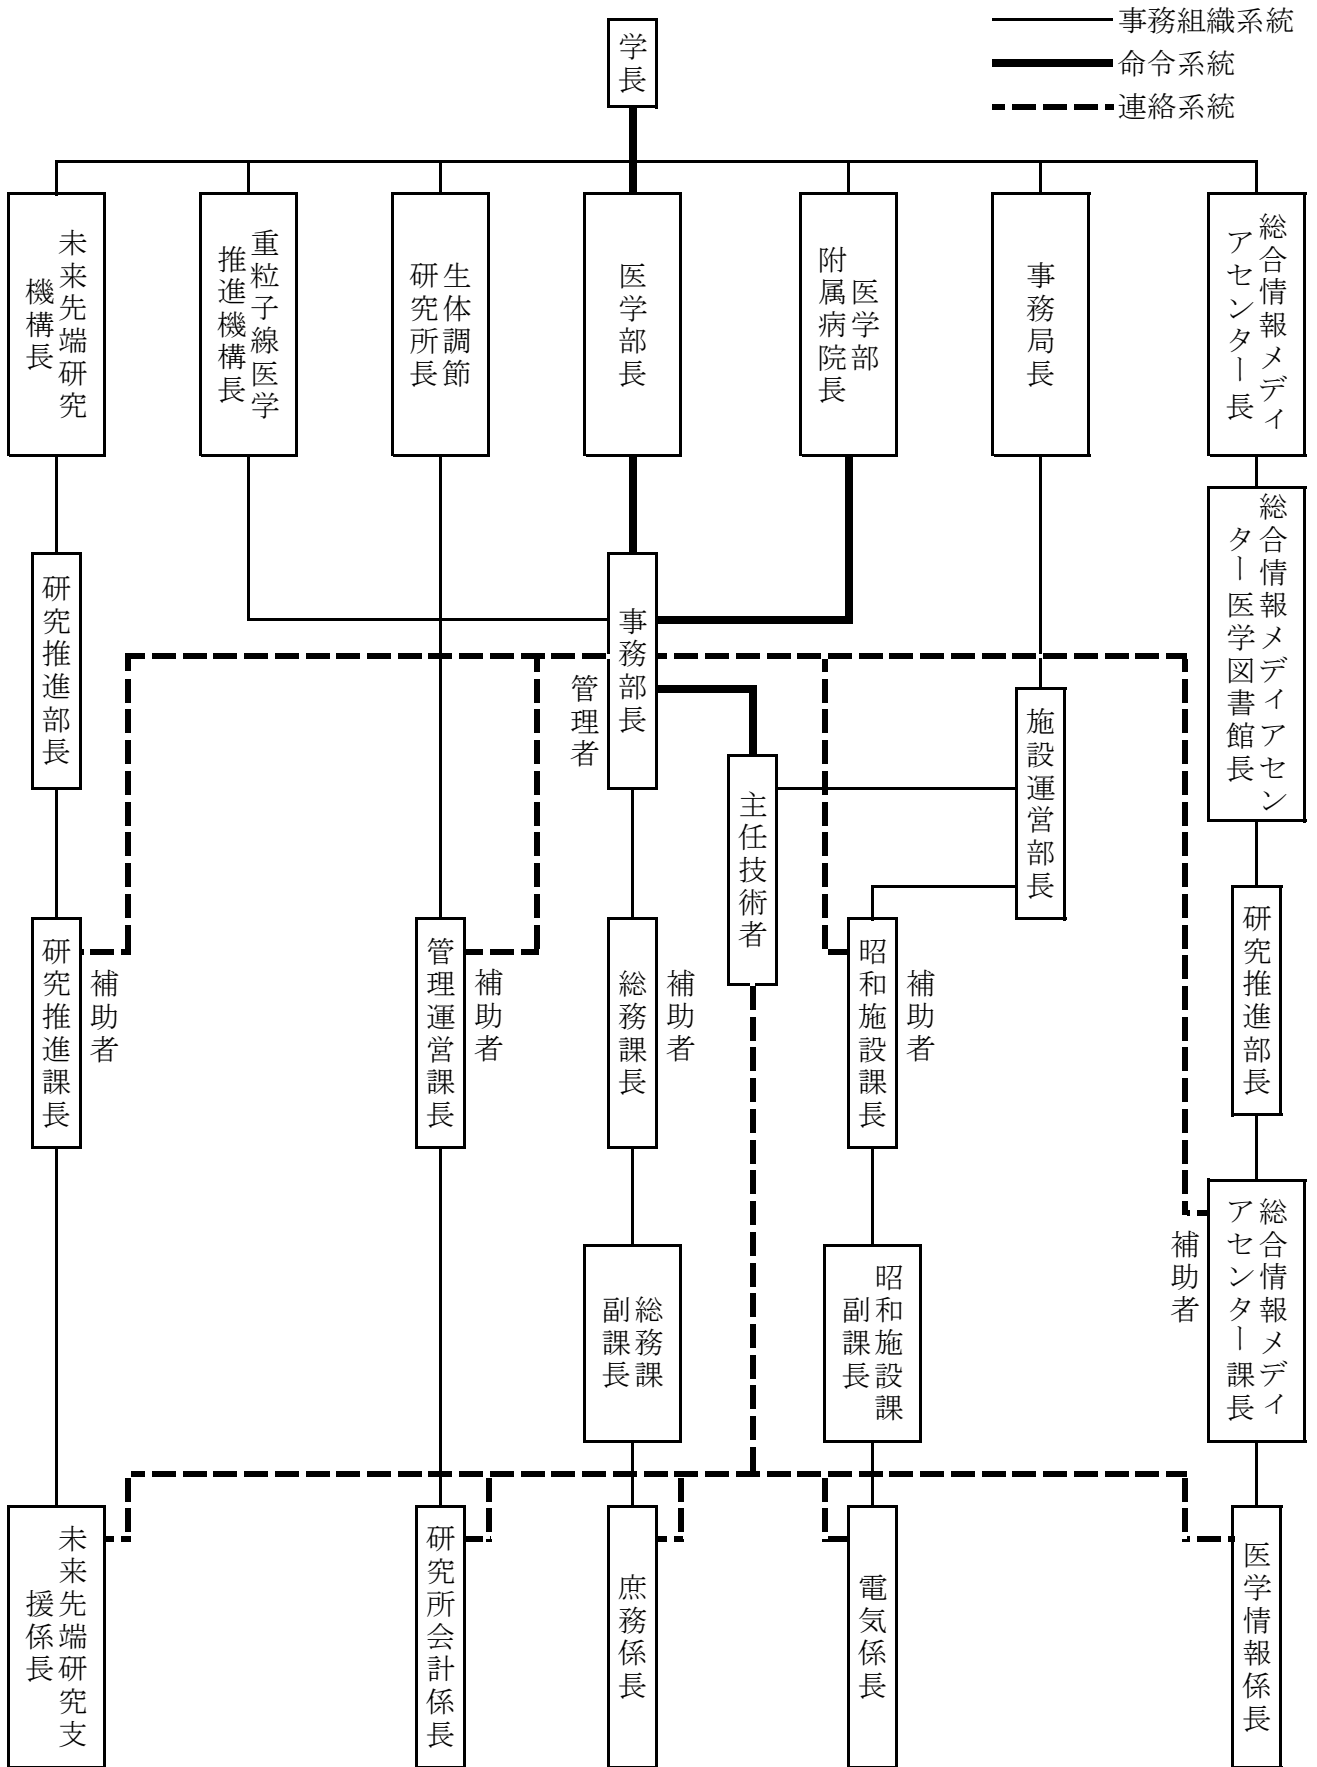 学長
事務組織系統
命令系統
連絡系統
未来先端研究
機構長
重粒子線医学
推進機構長
生体調節
研究所長
医学部長
医学部
附属病院長
事務局長
総合情報メディ
アセンター長
研究推進部長
事務部長
管理者
主任技術者
施設運営部長
総合情報メディアセン
ター医学図書館長
研究推進課長
補助者
管理運営課長
補助者
総務課長
補助者
昭和施設課長
補助者
研究推進部長
総務課
副課長
昭和施設課
副課長
総合情報メディ
アセンター課長
補助者
未来先端研究支
援係長
研究所会計係長
庶務係長
電気係長
医学情報係長